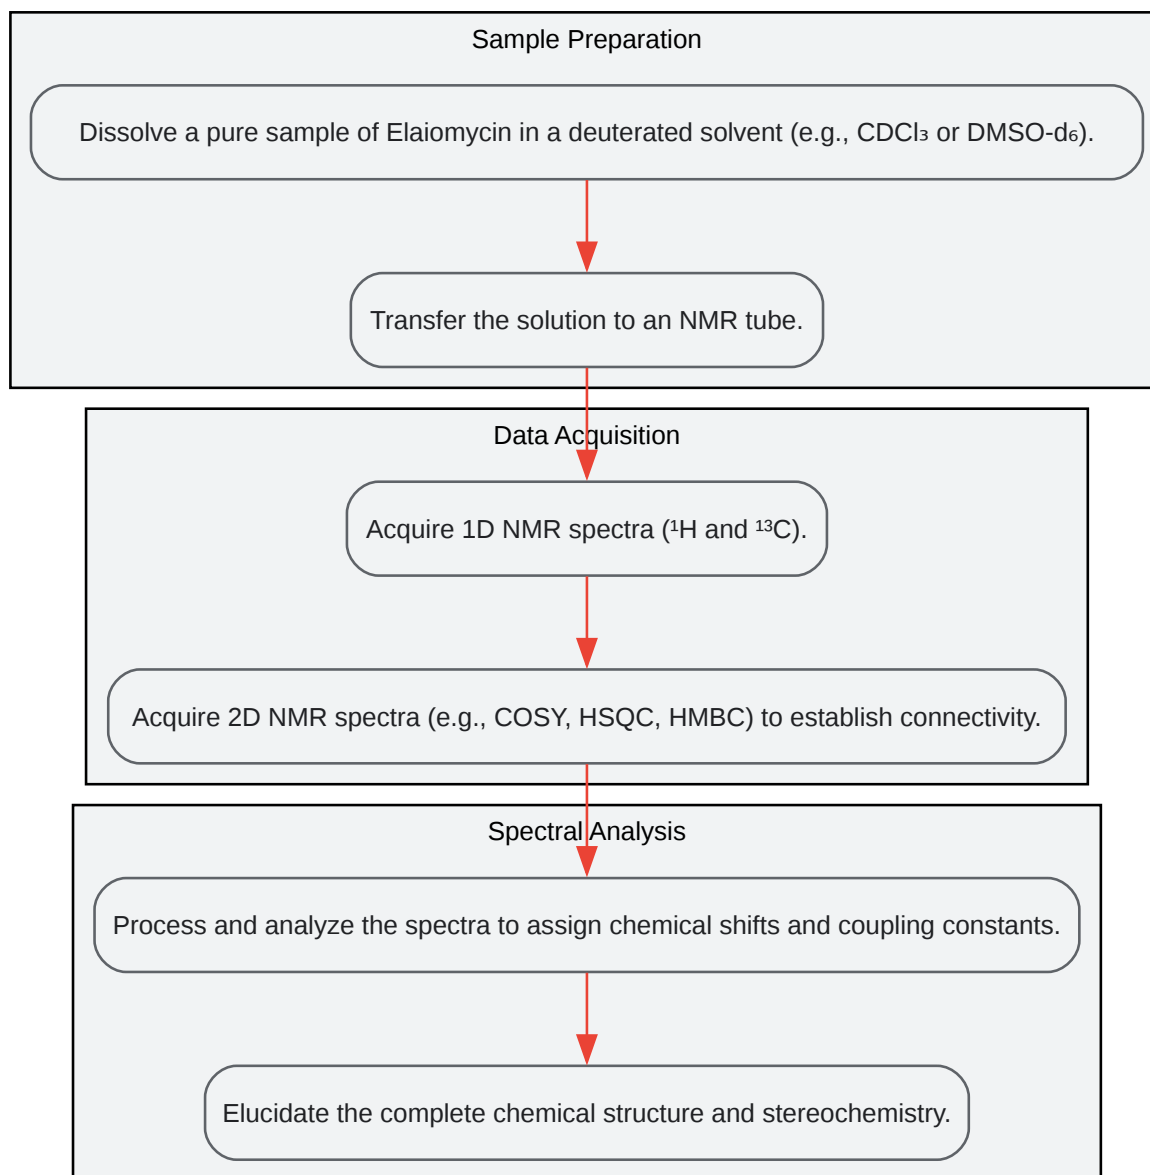 Sample Preparation
Dissolve a pure sample of Elaiomycin in a deuterated solvent (e.g., CDCl₃ or DMSO-d₆).
Transfer the solution to an NMR tube.
Data Acquisition
Acquire 1D NMR spectra (¹H and ¹³C).
Acquire 2D NMR spectra (e.g., COSY, HSQC, HMBC) to establish connectivity.
Spectral Analysis
Process and analyze the spectra to assign chemical shifts and coupling constants.
Elucidate the complete chemical structure and stereochemistry.